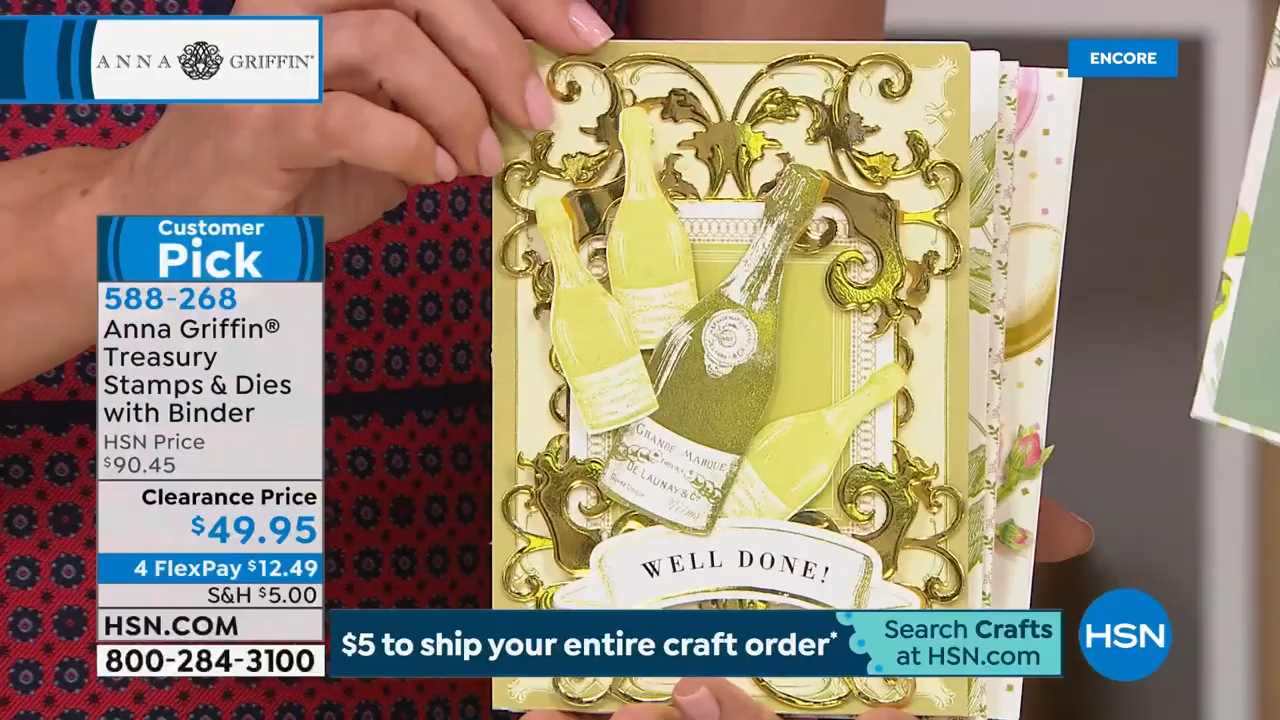 ANNA GRIFFIN®
ENCORE
Customer
Pick
588-268
Anna Griffin®
Treasury
Stamps & Dies
with Binder
HSN Price
$90.45
Clearance Price
$49.95
4 FlexPay $12.49
S&H $5.00
HSN.COM
800-284-3100
GRANDE MARQUE
DE LAUNAY & Co
WELL DONE!
$5 to ship your entire craft order*
Search Crafts
at HSN.com
HSN